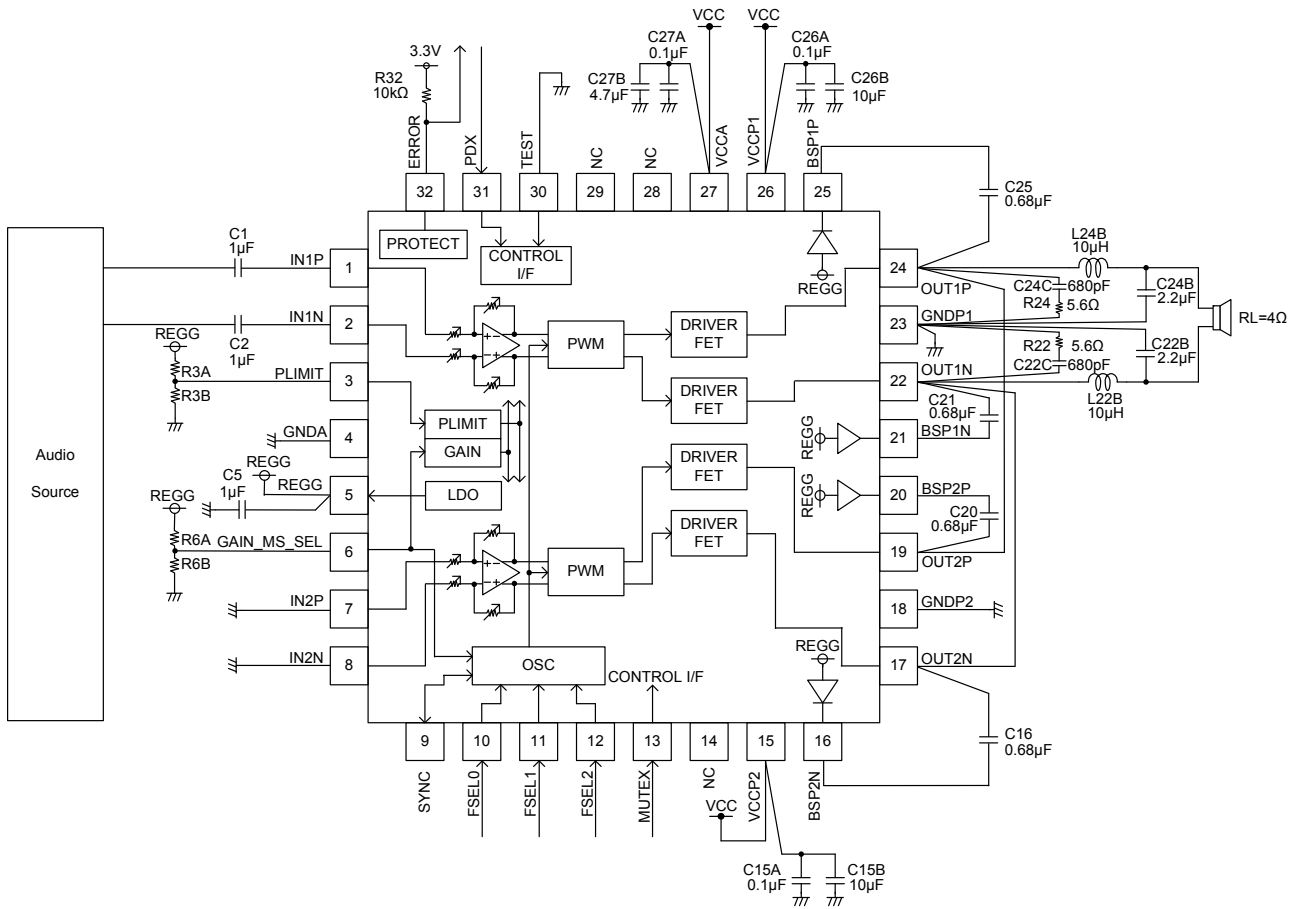 VCC
VCC
C27A
0.1µF
C26A
0.1µF
3.3V
R32
10kΩ
C27B
4.7µF
C26B
10µF
ERROR
PDX
TEST
NC
NC
VCCA
VCCP1
BSP1P
32
31
30
29
28
27
26
25
C25
0.68µF
PROTECT
CONTROL
I/F
REGG
C1
1µF
IN1P
1
24
OUT1P
L24B
10µH
C24C
680pF
C24B
2.2µF
R24
5.6Ω
IN1N
2
C2
1µF
PWM
DRIVER
FET
23
GNDP1
RL=4Ω
R22
5.6Ω
C22B
2.2µF
REGG
R3A
R3B
PLIMIT
3
DRIVER
FET
22
OUT1N
C22C
680pF
L22B
10µH
C21
0.68µF
GNDA
4
PLIMIT
GAIN
REGG
21
BSP1N
Audio
Source
REGG
C5
1µF
REGG
5
LDO
DRIVER
FET
REGG
20
BSP2P
C20
0.68µF
REGG
R6A
R6B
GAIN_MS_SEL
6
DRIVER
FET
19
OUT2P
PWM
IN2P
7
18
GNDP2
IN2N
8
OSC
CONTROL I/F
REGG
17
OUT2N
9
10
11
12
13
14
15
16
C16
0.68µF
SYNC
FSEL0
FSEL1
FSEL2
MUTEX
NC
VCCP2
BSP2N
VCC
C15A
0.1µF
C15B
10µF